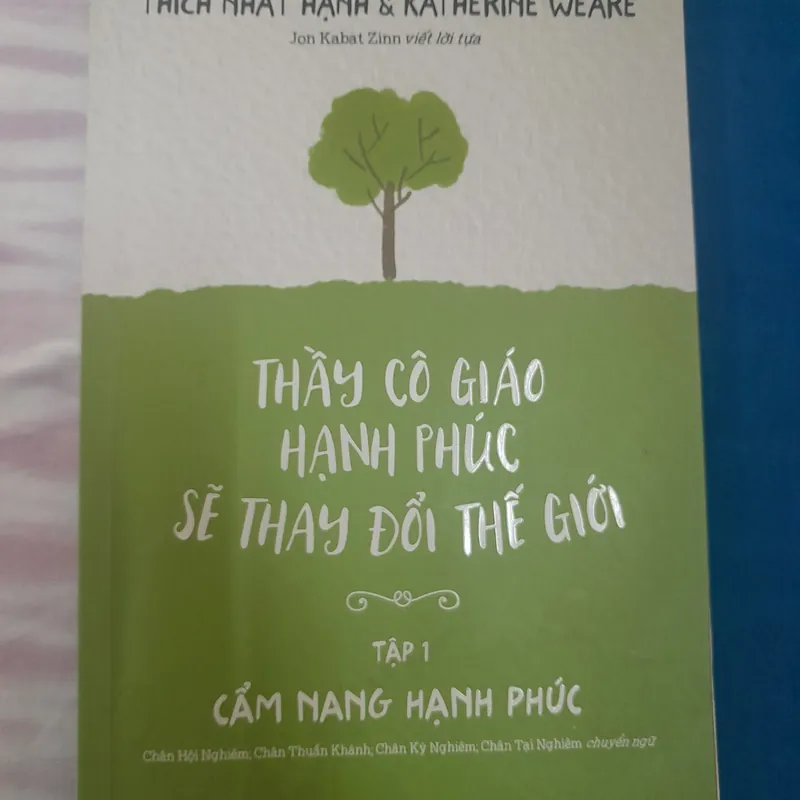 THÍCH NHẤT HẠNH & KATHERINE WEARE
Jon Kabat Zinn viết lời tựa
THẦY CÔ GIÁO
HẠNH PHÚC
SẼ THAY ĐỔI THẾ GIỚI
TẬP 1
CẨM NANG HẠNH PHÚC
Chân Hội Nghiêm; Chân Thuần Khánh; Chân Kỳ Nghiêm; Chân Tại Nghiêm chuyển ngữ